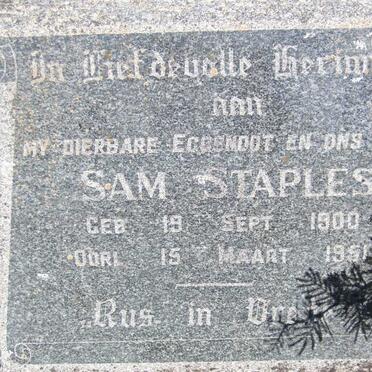 In Liefdevolle Herinn
aan
MY DIERBARE EGGENOOT EN ONS
SAM STAPLES
GEB 19 SEPT 1900
OORL 15 MAART
„Rus in